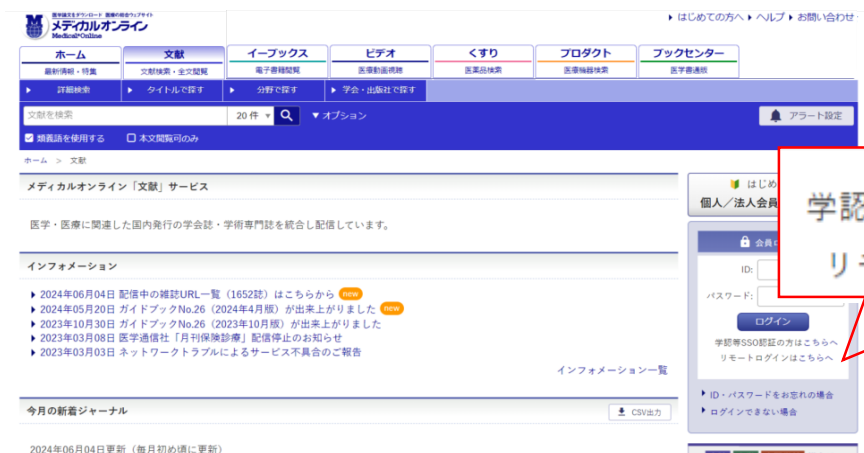 医学論文をダウンロード 医療の総合ウェブサイト
メディカルオンライン
Medical*Online
はじめての方へ ヘルプ お問い合わせ
ホーム 文献 イーブックス ビデオ くすり プロダクト ブックセンター
最新情報・特集 文献検索・全文閲覧 電子書籍閲覧 医療動画視聴 医薬品検索 医療機器検索 医学書通販
詳細検索 タイトルで探す 分野で探す 学会・出版社で探す
文献を検索 20件 ▼オプション アラート設定
類義語を使用する 本文閲覧可のみ
ホーム > 文献
メディカルオンライン「文献」サービス
医学・医療に関連した国内発行の学会誌・学術専門誌を統合し配信しています。
インフォメーション
2024年06月04日 配信中の雑誌URL一覧（1652誌）はこちらから new
2024年05月20日 ガイドブックNo.26（2024年4月版）が出来上がりました new
2023年10月30日 ガイドブックNo.26（2023年10月版）が出来上がりました
2023年03月08日 医学通信社「月刊保険診療」配信停止のお知らせ
2023年03月03日 ネットワークトラブルによるサービス不具合のご報告
インフォメーション一覧
今月の新着ジャーナル CSV出力
2024年06月04日更新（毎月初め頃に更新）
はじめ
個人／法人会員
学認
リモ
会員
ID:
パスワード:
ログイン
学認等SSO認証の方はこちらへ
リモートログインはこちらへ
ID・パスワードをお忘れの場合
ログインできない場合